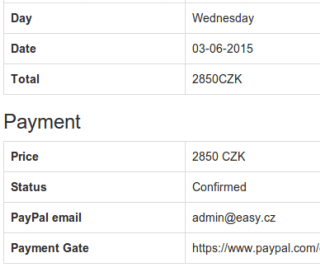 Day Wednesday
Date 03-06-2015
Total 2850CZK
Payment
Price 2850 CZK
Status Confirmed
PayPal email admin@easy.cz
Payment Gate https://www.paypal.com/